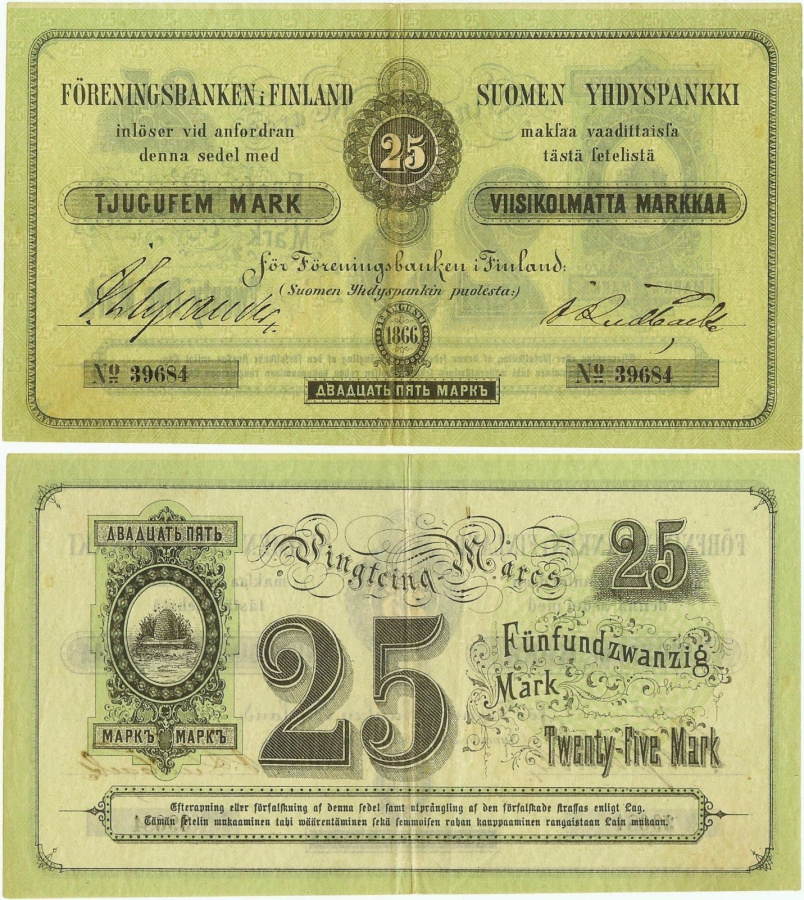 FÖRENINGSBANKEN i FINLAND
inlöser vid anfordran
denna sedel med
TJUGUFEM MARK
25
SUOMEN YHDYSPANKKI
makſaa vaadittaiſſa
tästä ſetelistä
VIISIKOLMATTA MARKKAA
för Föreningsbanken i Finland:
(Suomen Yhdyspankin puolesta:)
AUGUSTI
1866
No 39684
No 39684
ДВАДЦАТЬ ПЯТЬ МАРКЪ
ДВАДЦАТЬ ПЯТЬ
МАРКЪ МАРКЪ
Vingtcinq-Marcs
25
25
Fünfundzwanzig
Mark
Twenty-Five Mark
Efterapning eller förfalſkning af denna ſedel ſamt utprångling af den förfalſkade ſtraffas enligt Lag.
Tämän ſetelin mukaaminen tahi wäärentäminen ſekä ſemmoiſen rahan kauppaaminen rangaistaan Lain mukaan.